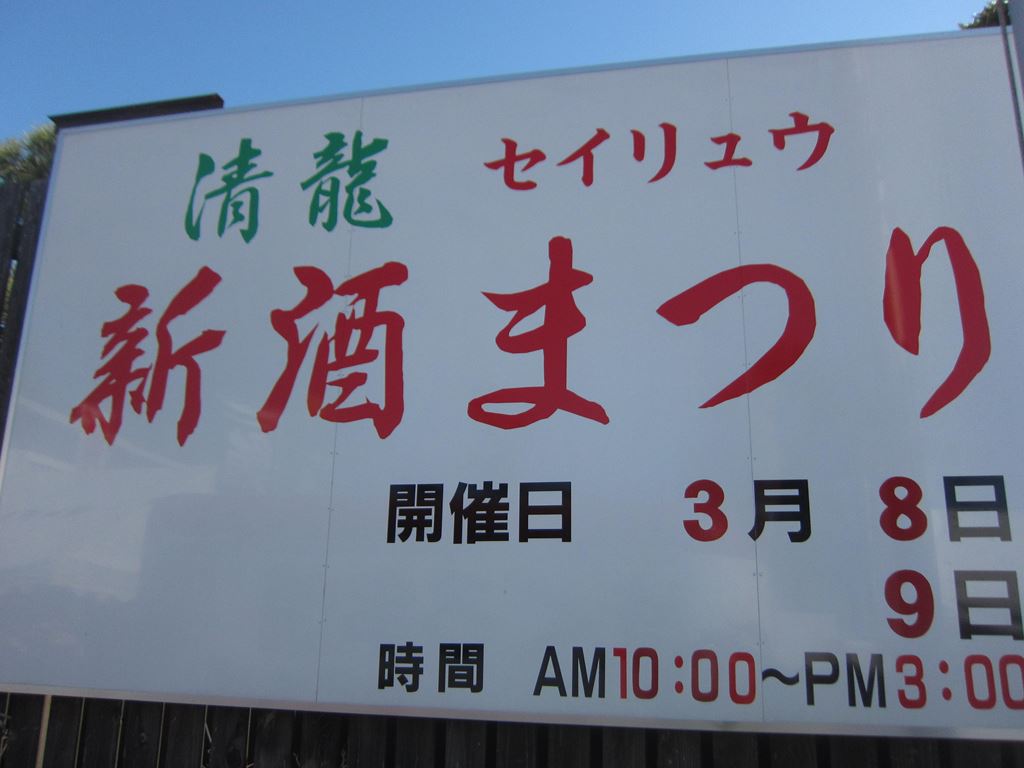 清龍 セイリュウ
新酒まつり
開催日 3月 8日
9日
時間 AM10:00～PM3:00